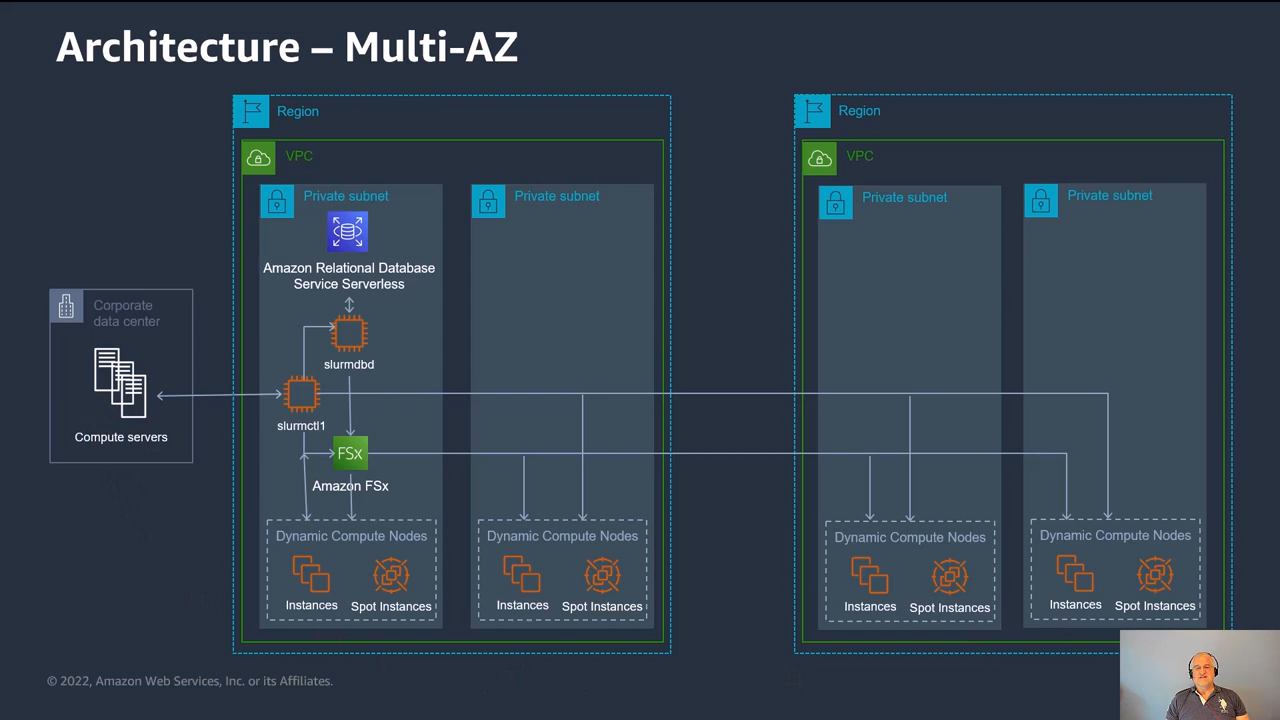 Architecture – Multi-AZ
Region
VPC
Private subnet
Private subnet
Amazon Relational Database
Service Serverless
slurmdbd
slurmctl1
FSx
Amazon FSx
Dynamic Compute Nodes
Instances
Spot Instances
Dynamic Compute Nodes
Instances
Spot Instances
Corporate
data center
Compute servers
Region
VPC
Private subnet
Private subnet
Dynamic Compute Nodes
Instances
Spot Instances
Dynamic Compute Nodes
Instances
Spot Instances
© 2022, Amazon Web Services, Inc. or its Affiliates.